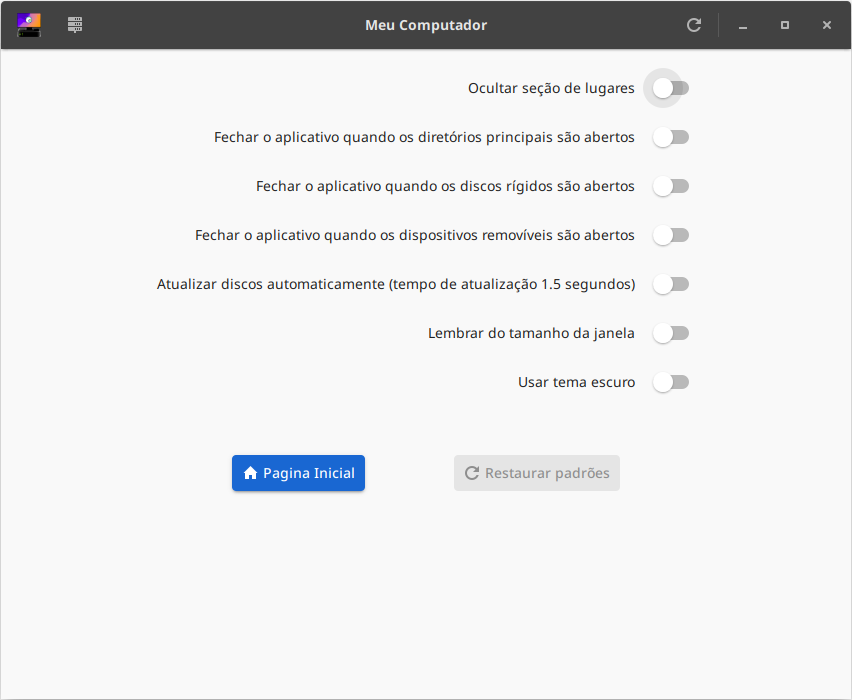 Meu Computador
Ocultar seção de lugares
Fechar o aplicativo quando os diretórios principais são abertos
Fechar o aplicativo quando os discos rígidos são abertos
Fechar o aplicativo quando os dispositivos removíveis são abertos
Atualizar discos automaticamente (tempo de atualização 1.5 segundos)
Lembrar do tamanho da janela
Usar tema escuro
Pagina Inicial
Restaurar padrões